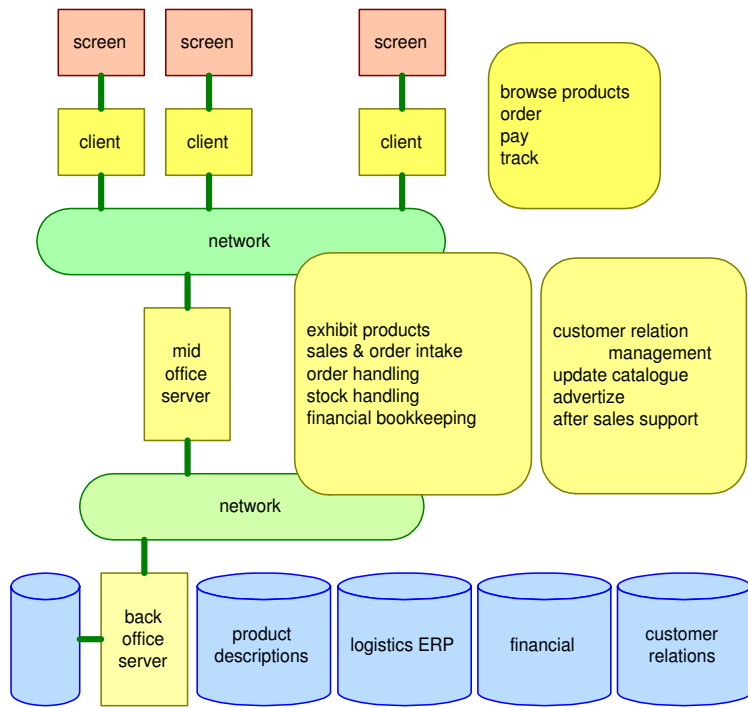 screen
screen
screen
client
client
client
browse products
order
pay
track
network
mid
office
server
exhibit products
sales & order intake
order handling
stock handling
financial bookkeeping
customer relation
management
update catalogue
advertize
after sales support
network
back
office
server
product
descriptions
logistics ERP
financial
customer
relations